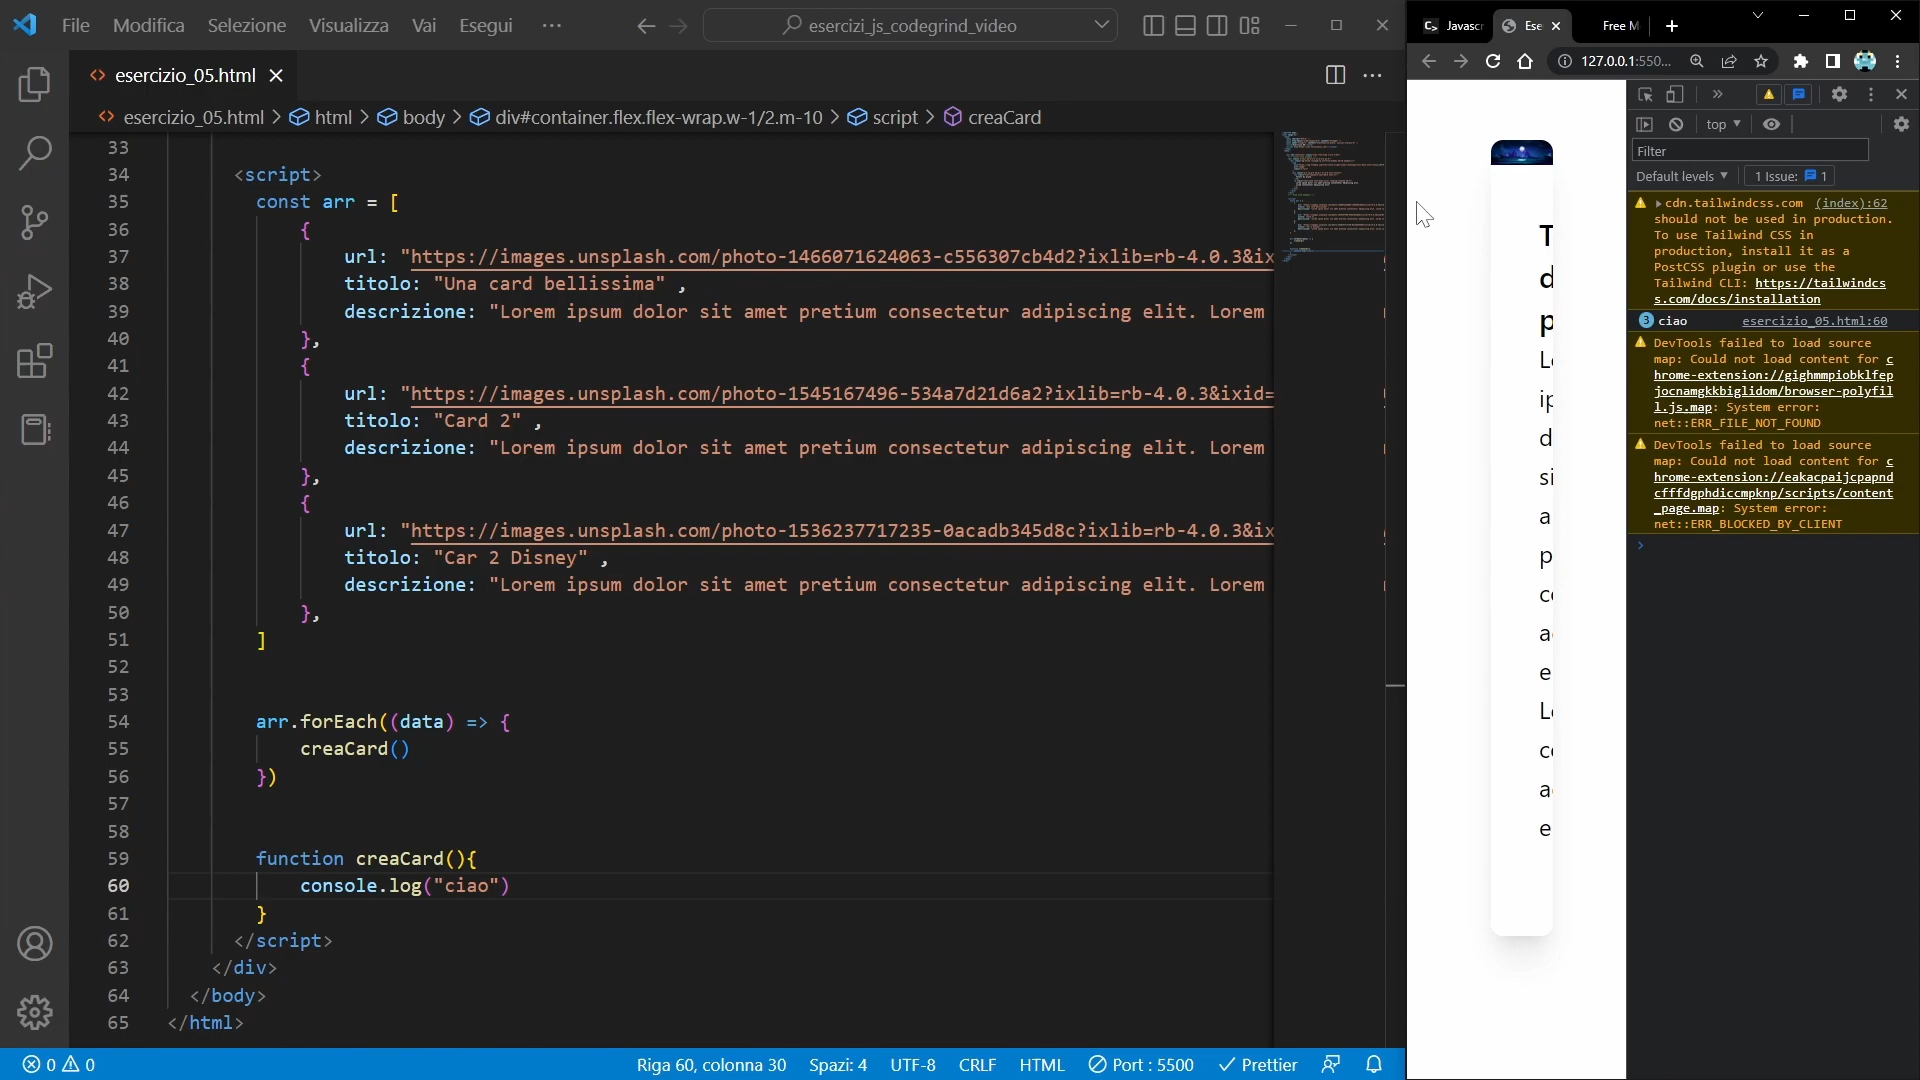 File Modifica Selezione Visualizza Vai Esegui ···
esercizi_js_codegrind_video
esercizio_05.html
esercizio_05.html > html > body > div#container.flex.flex-wrap.w-1/2.m-10 > script > creaCard
33
34 <script>
35 const arr = [
36 {
37 url: "https://images.unsplash.com/photo-1466071624063-c556307cb4d2?ixlib=rb-4.0.3&ix
38 titolo: "Una card bellissima" ,
39 descrizione: "Lorem ipsum dolor sit amet pretium consectetur adipiscing elit. Lorem
40 },
41 {
42 url: "https://images.unsplash.com/photo-1545167496-534a7d21d6a2?ixlib=rb-4.0.3&ixid=
43 titolo: "Card 2" ,
44 descrizione: "Lorem ipsum dolor sit amet pretium consectetur adipiscing elit. Lorem
45 },
46 {
47 url: "https://images.unsplash.com/photo-1536237717235-0acadb345d8c?ixlib=rb-4.0.3&ix
48 titolo: "Car 2 Disney" ,
49 descrizione: "Lorem ipsum dolor sit amet pretium consectetur adipiscing elit. Lorem
50 },
51 ]
52
53
54 arr.forEach((data) => {
55 creaCard()
56 })
57
58
59 function creaCard(){
60 console.log("ciao")
61 }
62 </script>
63 </div>
64 </body>
65 </html>
0 0 Riga 60, colonna 30 Spazi: 4 UTF-8 CRLF HTML Port : 5500 Prettier
Javascr Ese Free M
127.0.0.1:550...
T
d
p
L
ip
d
si
a
p
c
a
e
L
c
a
e
top
Filter
Default levels 1 Issue: 1
cdn.tailwindcss.com (index):62
should not be used in production.
To use Tailwind CSS in
production, install it as a
PostCSS plugin or use the
Tailwind CLI: https://tailwindcs
s.com/docs/installation
3 ciao esercizio_05.html:60
DevTools failed to load source
map: Could not load content for c
hrome-extension://gighmmpiobklfep
jocnamgkkbiglidom/browser-polyfil
l.js.map: System error:
net::ERR_FILE_NOT_FOUND
DevTools failed to load source
map: Could not load content for c
hrome-extension://eakacpaijcpapnd
cfffdgphdiccmpknp/scripts/content
_page.map: System error:
net::ERR_BLOCKED_BY_CLIENT